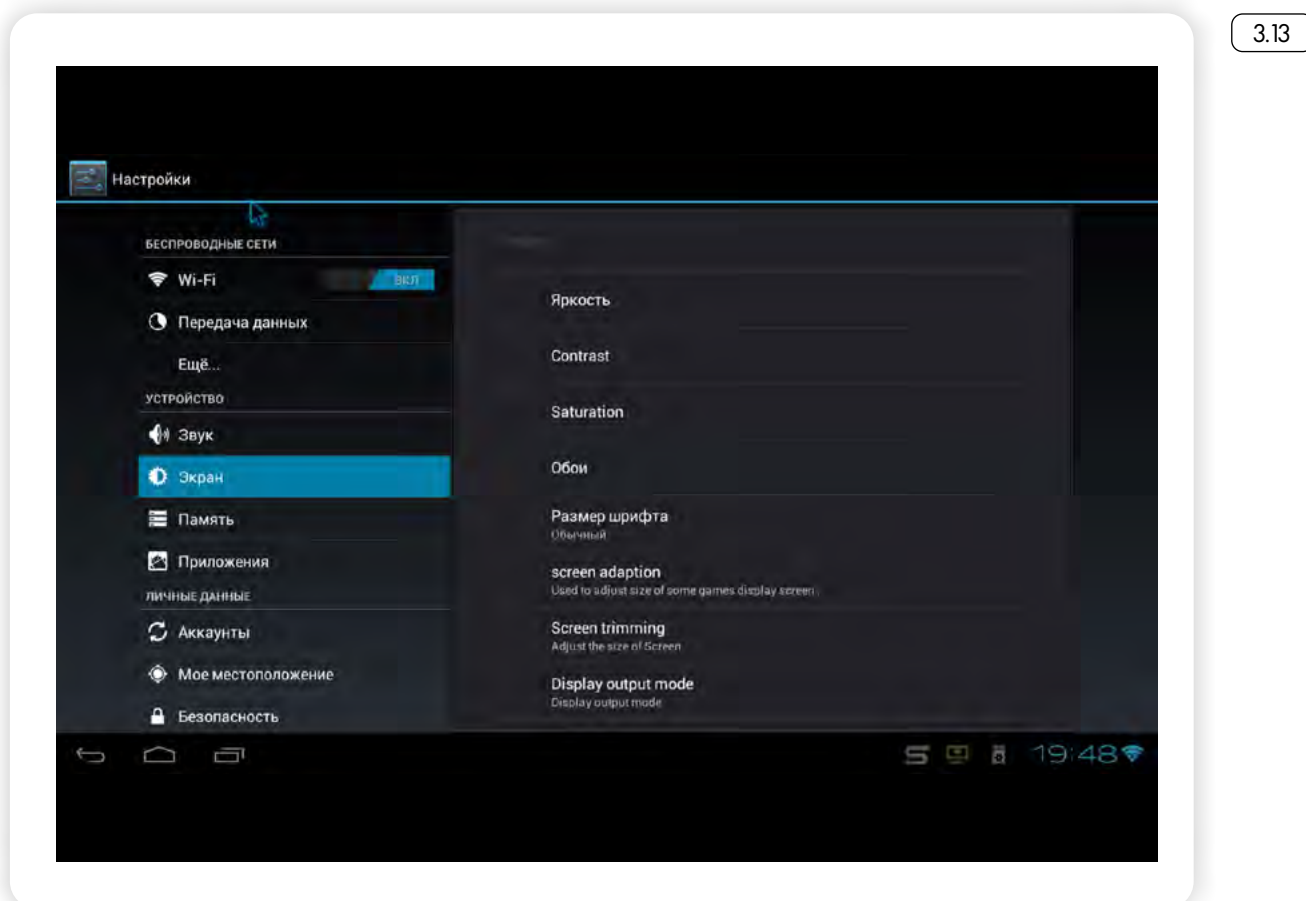 3.13
Настройки
БЕСПРОВОДНЫЕ СЕТИ
Wi-Fi
ВКЛ
Передача данных
Ещё...
УСТРОЙСТВО
Звук
Экран
Память
Приложения
ЛИЧНЫЕ ДАННЫЕ
Аккаунты
Мое местоположение
Безопасность
Яркость
Contrast
Saturation
Обои
Размер шрифта
Обычный
screen adaption
Used to adjust size of some games display screen
Screen trimming
Adjust the size of Screen
Display output mode
Display output mode
19:48